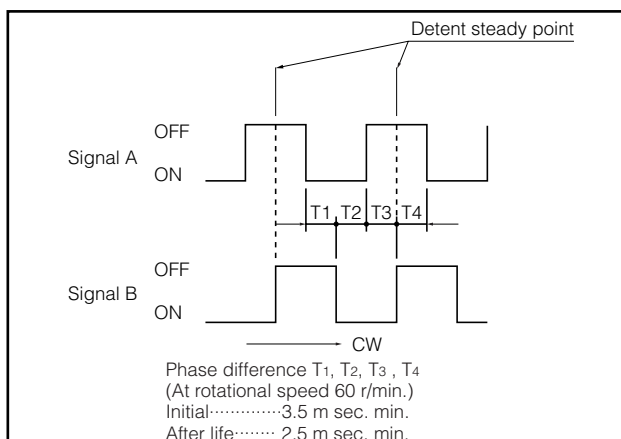 Detent steady point
OFF
Signal A
ON
T1 T2 T3 T4
OFF
Signal B
ON
CW
Phase difference T1, T2, T3 , T4
(At rotational speed 60 r/min.)
Initial··············3.5 m sec. min.
After life········ 2.5 m sec. min.